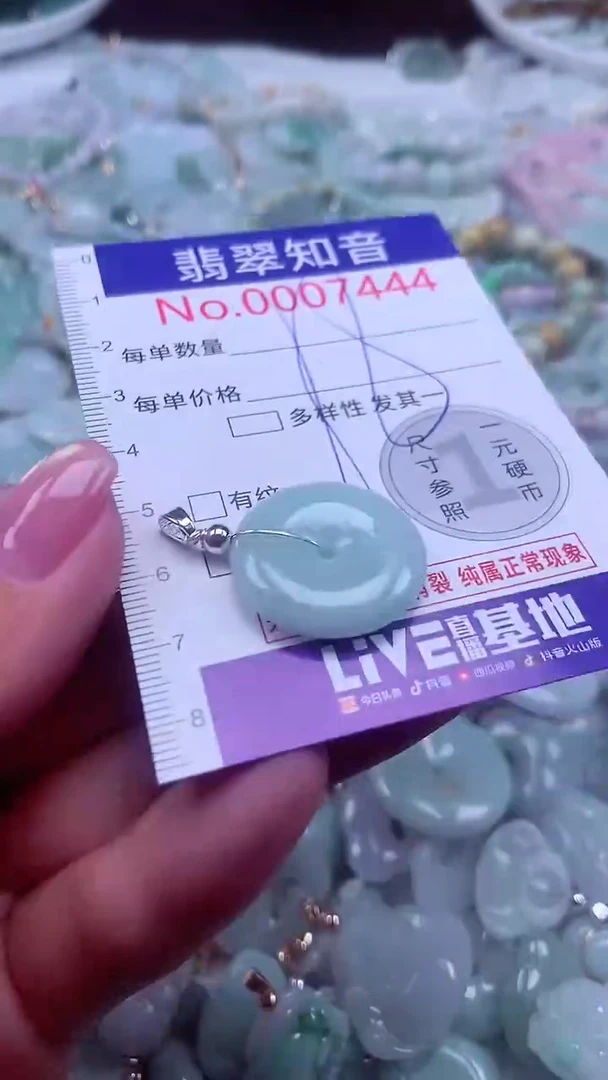 翡翠知音
No.0007444
0
1
2
每单数量
3
每单价格
多样性 发其一
4
尺寸参照
1
一元硬币
5
有纹
6
裂 纯属正常现象
7
LiVE直播基地
8
今日头条 抖音 西瓜视频 抖音火山版